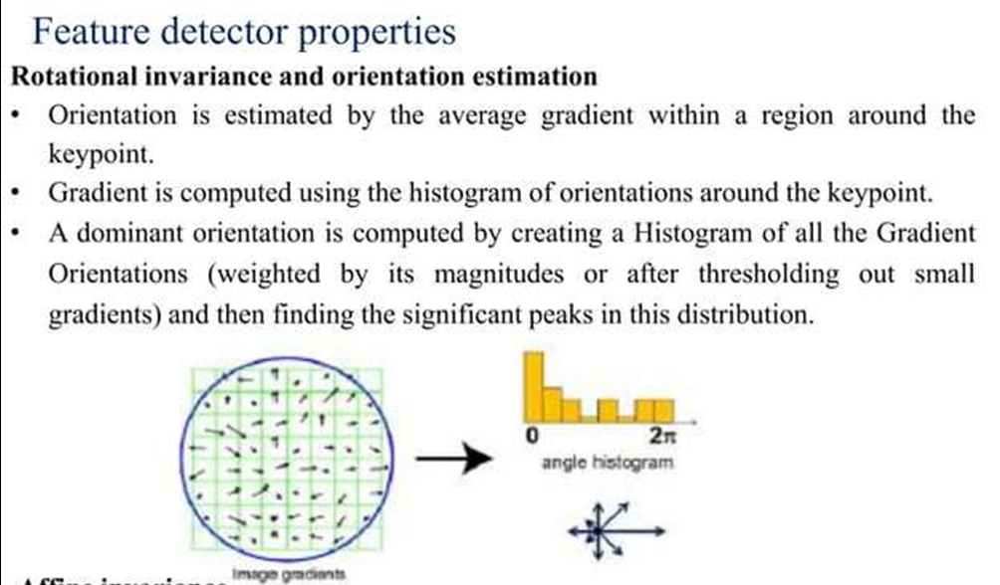 Feature detector properties
Rotational invariance and orientation estimation
• Orientation is estimated by the average gradient within a region around the
keypoint.
• Gradient is computed using the histogram of orientations around the keypoint.
• A dominant orientation is computed by creating a Histogram of all the Gradient
Orientations (weighted by its magnitudes or after thresholding out small
gradients) and then finding the significant peaks in this distribution.
0 2π
angle histogram
Image gradients
Affine invariance